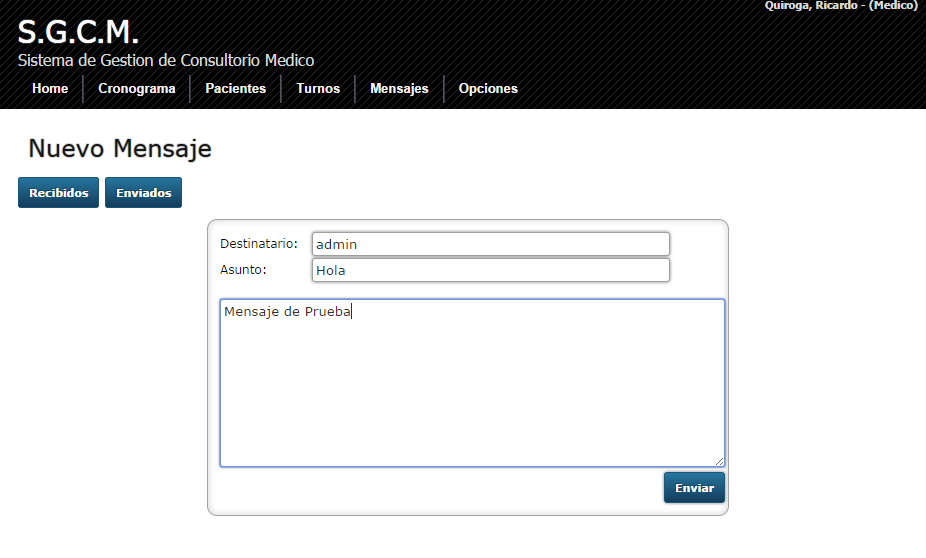 Quiroga, Ricardo - (Medico)
S.G.C.M.
Sistema de Gestion de Consultorio Medico
Home Cronograma Pacientes Turnos Mensajes Opciones
Nuevo Mensaje
Recibidos Enviados
Destinatario: admin
Asunto: Hola
Mensaje de Prueba
Enviar